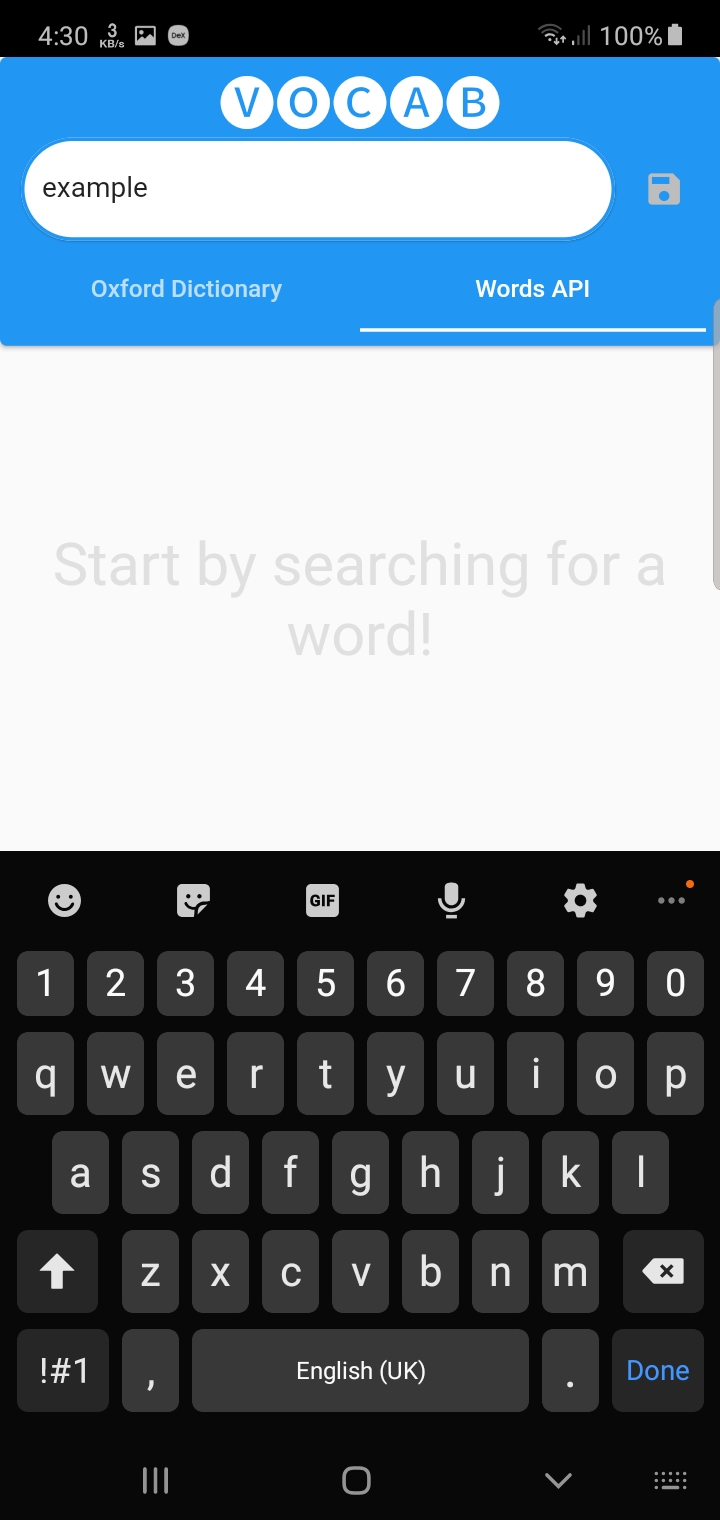 4:30 3 KB/s DeX 100%
VOCAB
example
Oxford Dictionary Words API
Start by searching for a
word!
GIF
1 2 3 4 5 6 7 8 9 0
q w e r t y u i o p
a s d f g h j k l
z x c v b n m
!#1 , English (UK) . Done